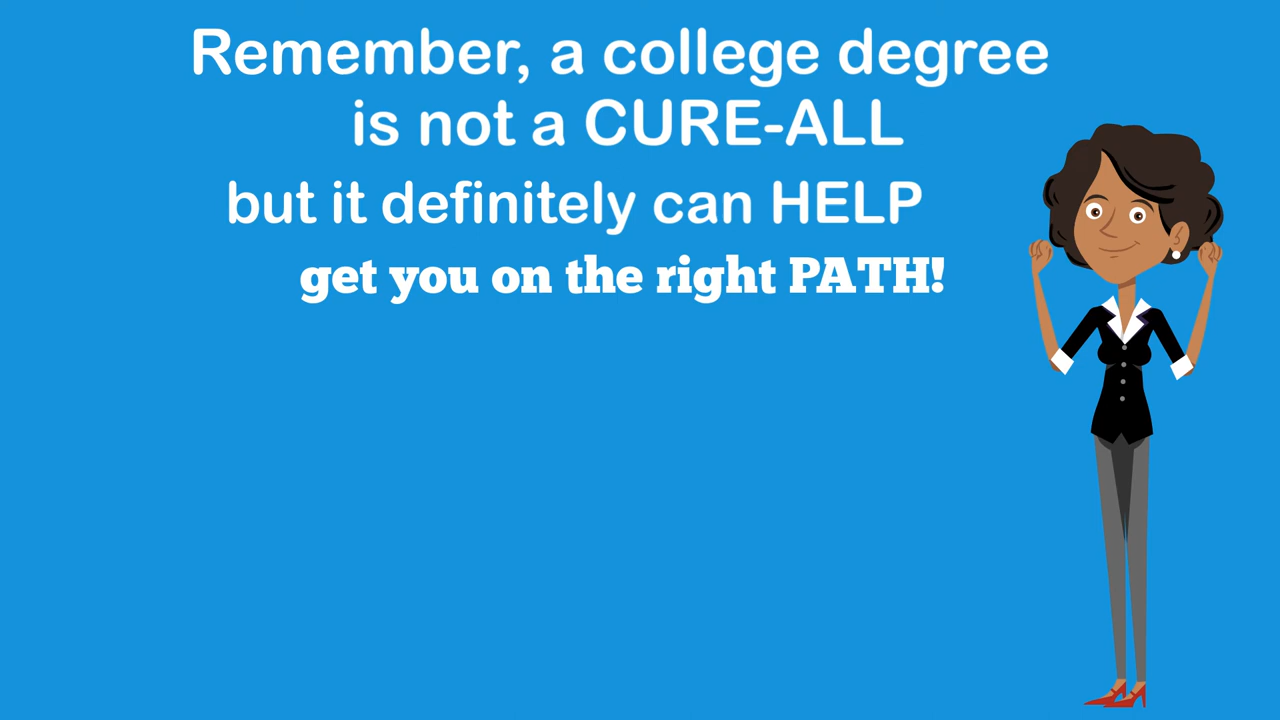 Remember, a college degree
is not a CURE-ALL
but it definitely can HELP
get you on the right PATH!